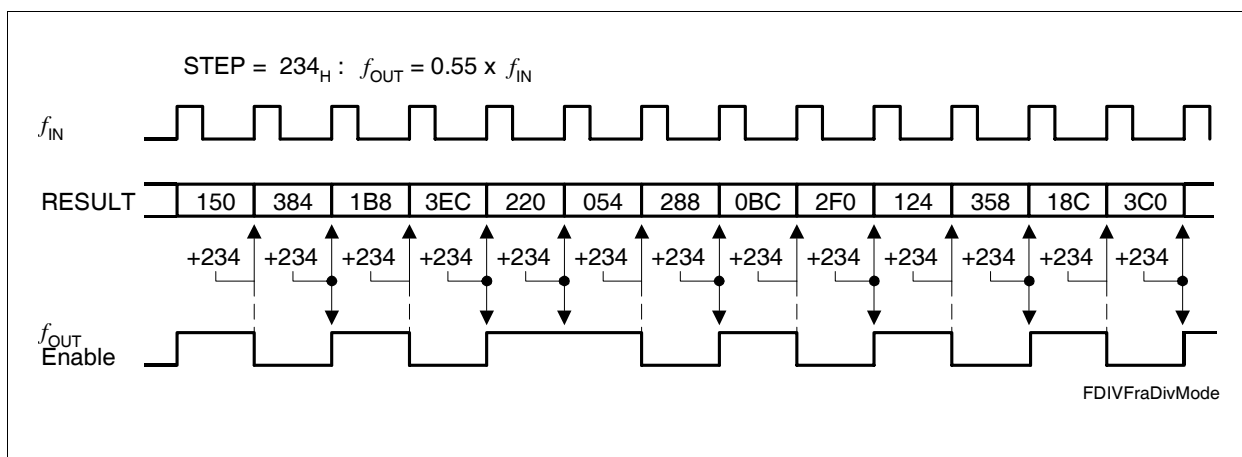 STEP = 234H : fOUT = 0.55 x fIN
fIN
RESULT 150 384 1B8 3EC 220 054 288 0BC 2F0 124 358 18C 3C0
+234 +234 +234 +234 +234 +234 +234 +234 +234 +234 +234 +234 +234
fOUT
Enable
FDIVFraDivMode